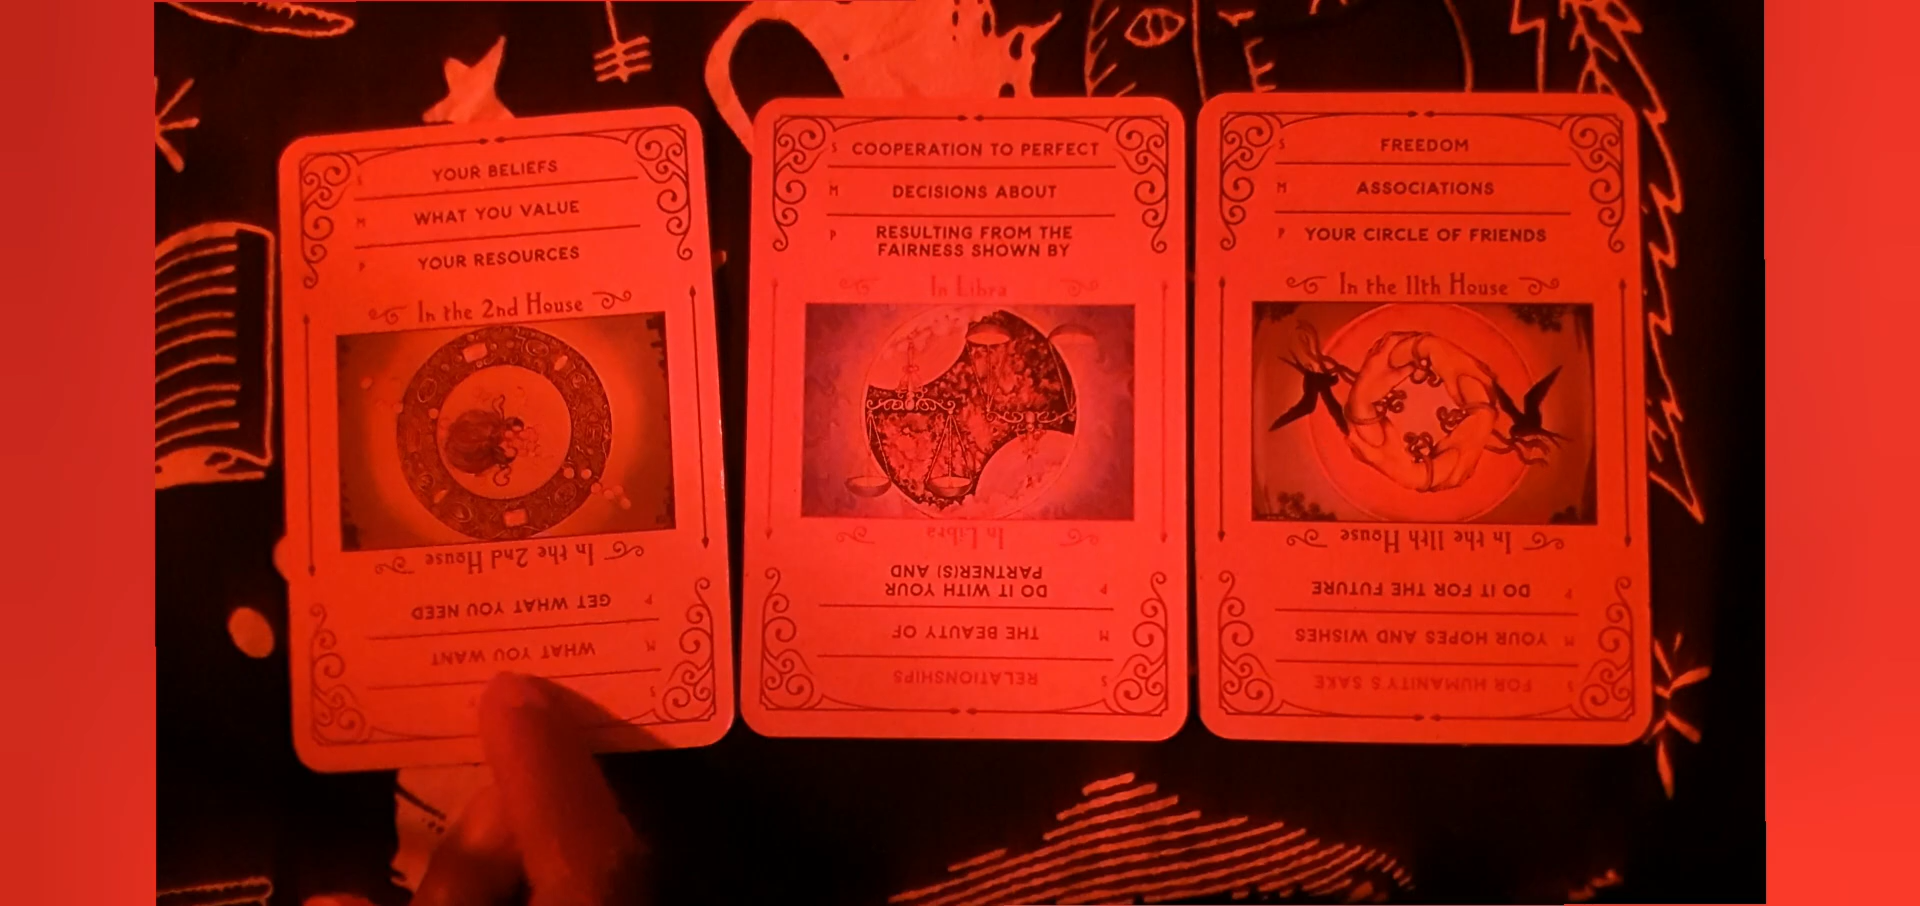 S YOUR BELIEFS
M WHAT YOU VALUE
P YOUR RESOURCES
In the 2nd House
In the 2nd House
P GET WHAT YOU NEED
M WHAT YOU WANT
S
S COOPERATION TO PERFECT
M DECISIONS ABOUT
P RESULTING FROM THE
FAIRNESS SHOWN BY
In Libra
In Libra
P DO IT WITH YOUR
PARTNER(S) AND
M THE BEAUTY OF
S RELATIONSHIPS
S FREEDOM
M ASSOCIATIONS
P YOUR CIRCLE OF FRIENDS
In the 11th House
In the 11th House
P DO IT FOR THE FUTURE
M YOUR HOPES AND WISHES
S FOR HUMANITY'S SAKE